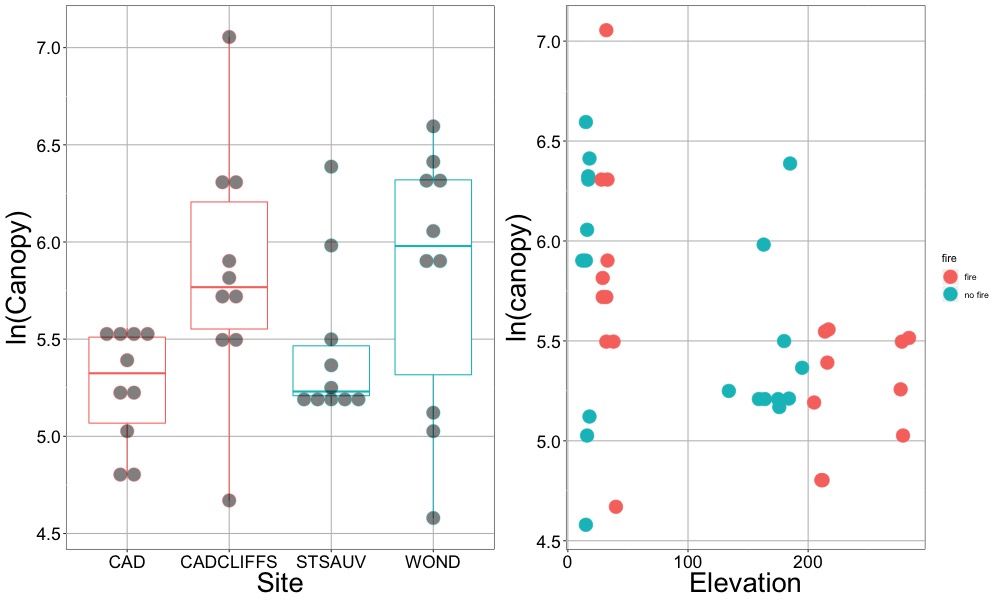 7.0
6.5
6.0
5.5
5.0
4.5
ln(Canopy)
CAD CADCLIFFS STSAUV WOND
Site
7.0
6.5
6.0
5.5
5.0
4.5
ln(canopy)
0 100 200
Elevation
fire
fire
no fire